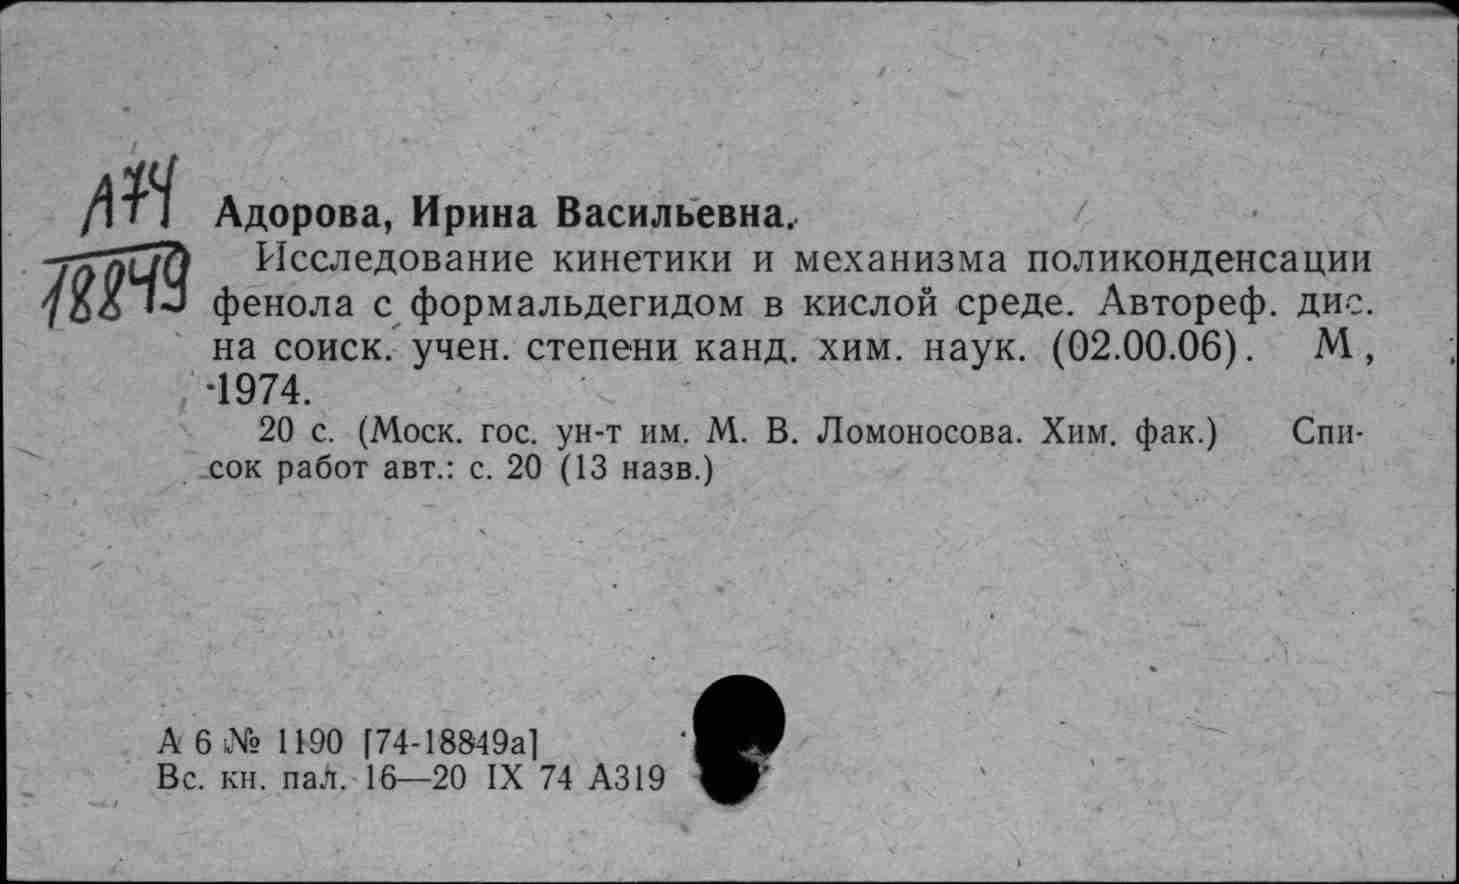 А74
18849
Адорова, Ирина Васильевна.
Исследование кинетики и механизма поликонденсации
фенола с формальдегидом в кислой среде. Автореф. дис.
на соиск. учен. степени канд. хим. наук. (02.00.06). М.,
1974.
20 с. (Моск. гос. ун-т им. М. В. Ломоносова. Хим. фак.) Спи-
сок работ авт.: с. 20 (13 назв.)
А 6 № 1190 [74-18849а]
Вс. кн. пал. 16—20 IX 74 А319